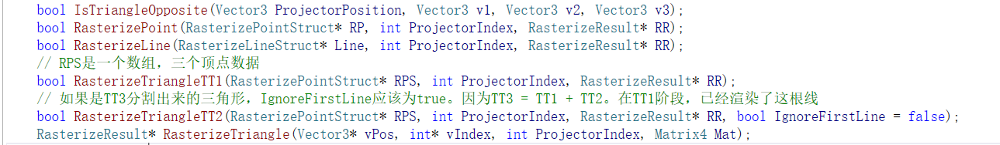 bool IsTriangleOpposite(Vector3 ProjectorPosition, Vector3 v1, Vector3 v2, Vector3 v3);
bool RasterizePoint(RasterizePointStruct* RP, int ProjectorIndex, RasterizeResult* RR);
bool RasterizeLine(RasterizeLineStruct* Line, int ProjectorIndex, RasterizeResult* RR);
// RPS是一个数组，三个顶点数据
bool RasterizeTriangleTT1(RasterizePointStruct* RPS, int ProjectorIndex, RasterizeResult* RR);
// 如果是TT3分割出来的三角形，IgnoreFirstLine应该为true。因为TT3 = TT1 + TT2。在TT1阶段，已经渲染了这根线
bool RasterizeTriangleTT2(RasterizePointStruct* RPS, int ProjectorIndex, RasterizeResult* RR, bool IgnoreFirstLine = false);
RasterizeResult* RasterizeTriangle(Vector3* vPos, int* vIndex, int ProjectorIndex, Matrix4 Mat);